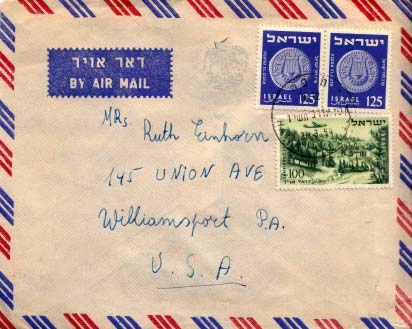 דאר אויר
BY AIR MAIL
ישראל
ISRAEL 125
ישראל
ISRAEL 125
ישראל
ISRAEL
100
MRs Ruth Einhorn
145 UNION AVE
Williamsport P.A.
U. S. A.